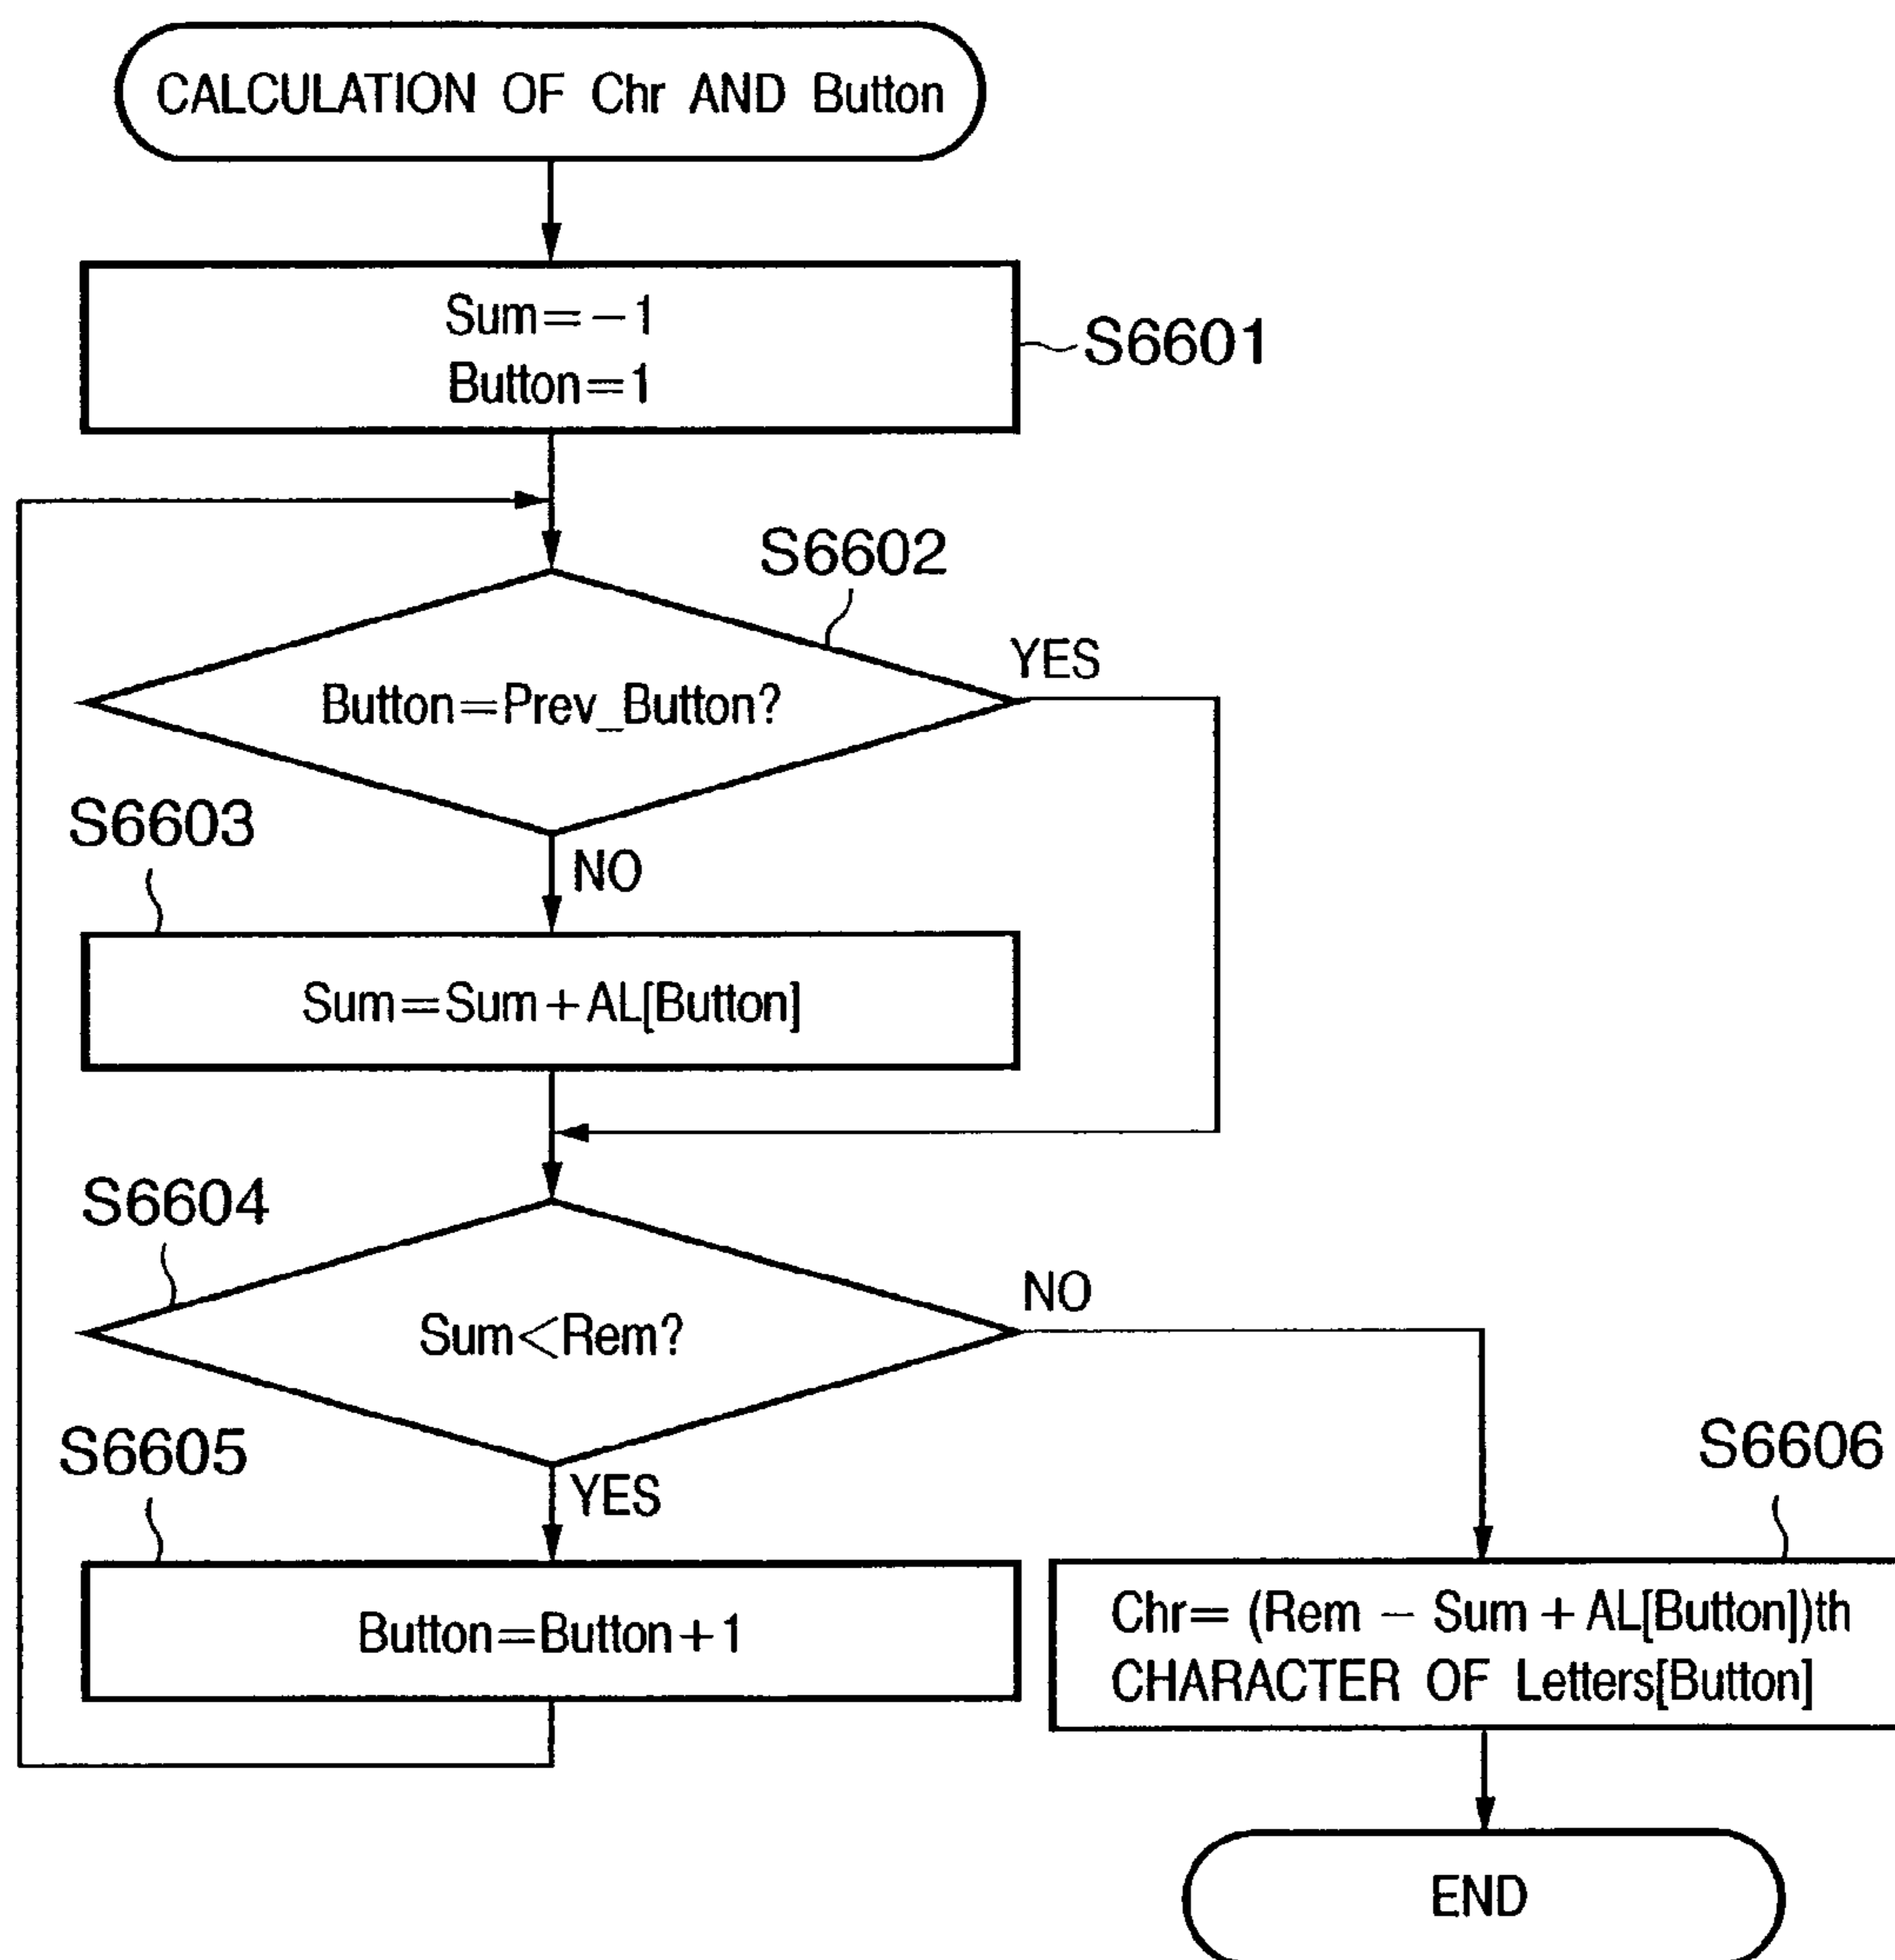 CALCULATION OF Chr AND Button
Sum=-1
Button=1
S6601
S6602
Button=Prev_Button?
YES
NO
S6603
Sum=Sum+AL[Button]
S6604
Sum<Rem?
NO
YES
S6605
Button=Button+1
S6606
Chr= (Rem - Sum + AL[Button])th
CHARACTER OF Letters[Button]
END